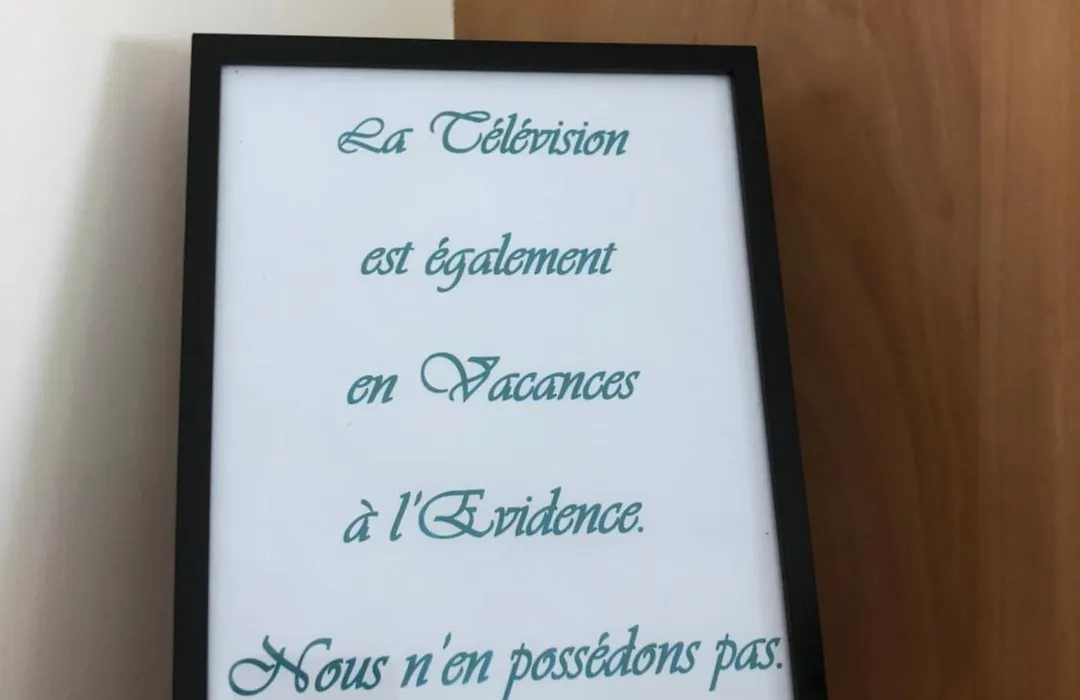 La Télévision
est également
en Vacances
à l'Evidence.
Nous n'en possédons pas.